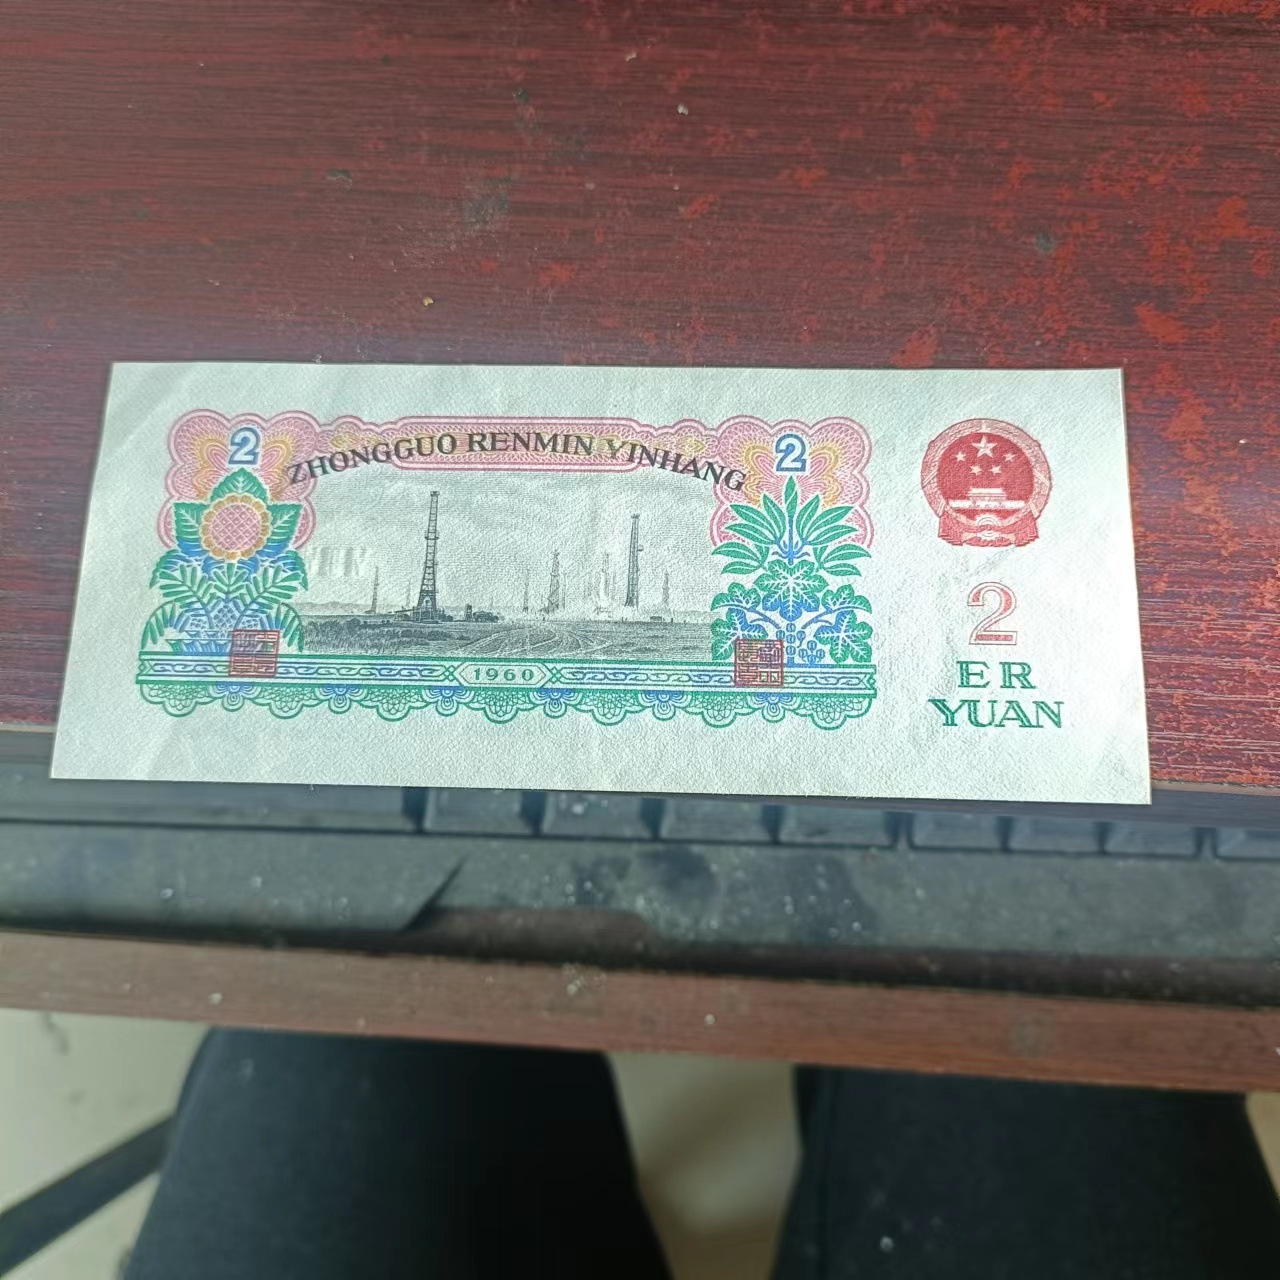 2
ZHONGGUO RENMIN YINHANG
2
1960
2
ER
YUAN